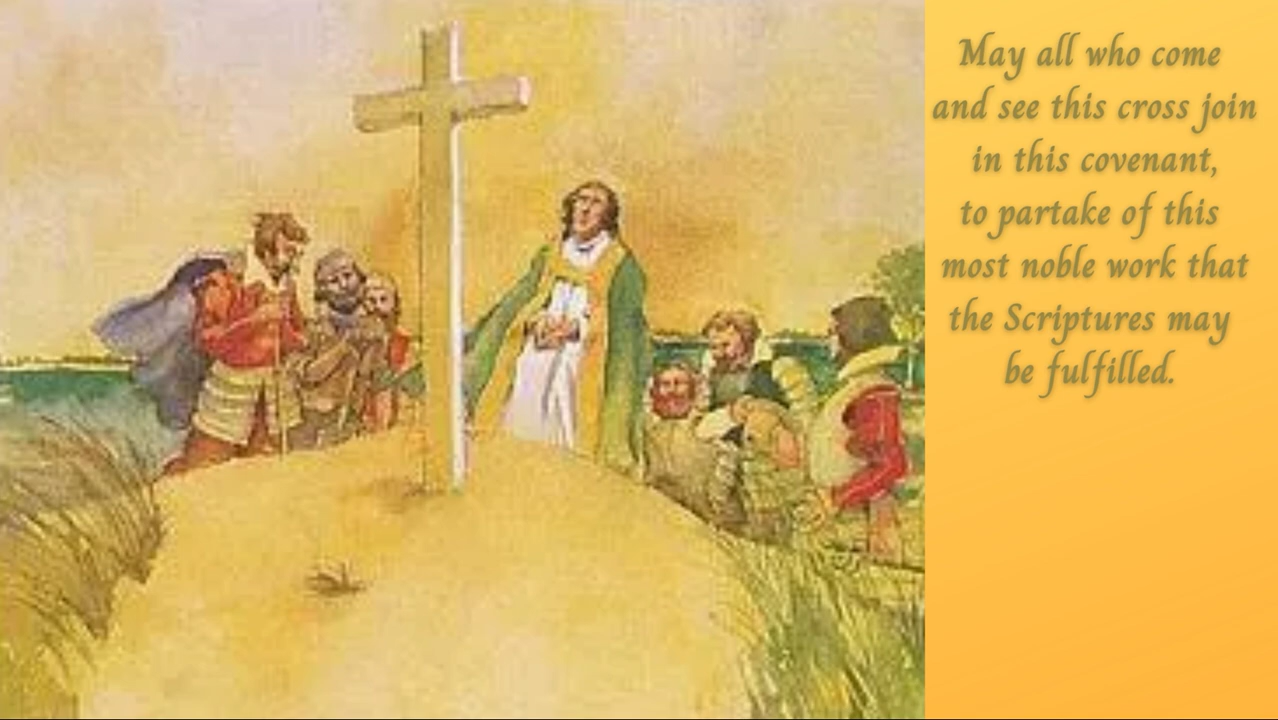 May all who come
and see this cross join
in this covenant,
to partake of this
most noble work that
the Scriptures may
be fulfilled.